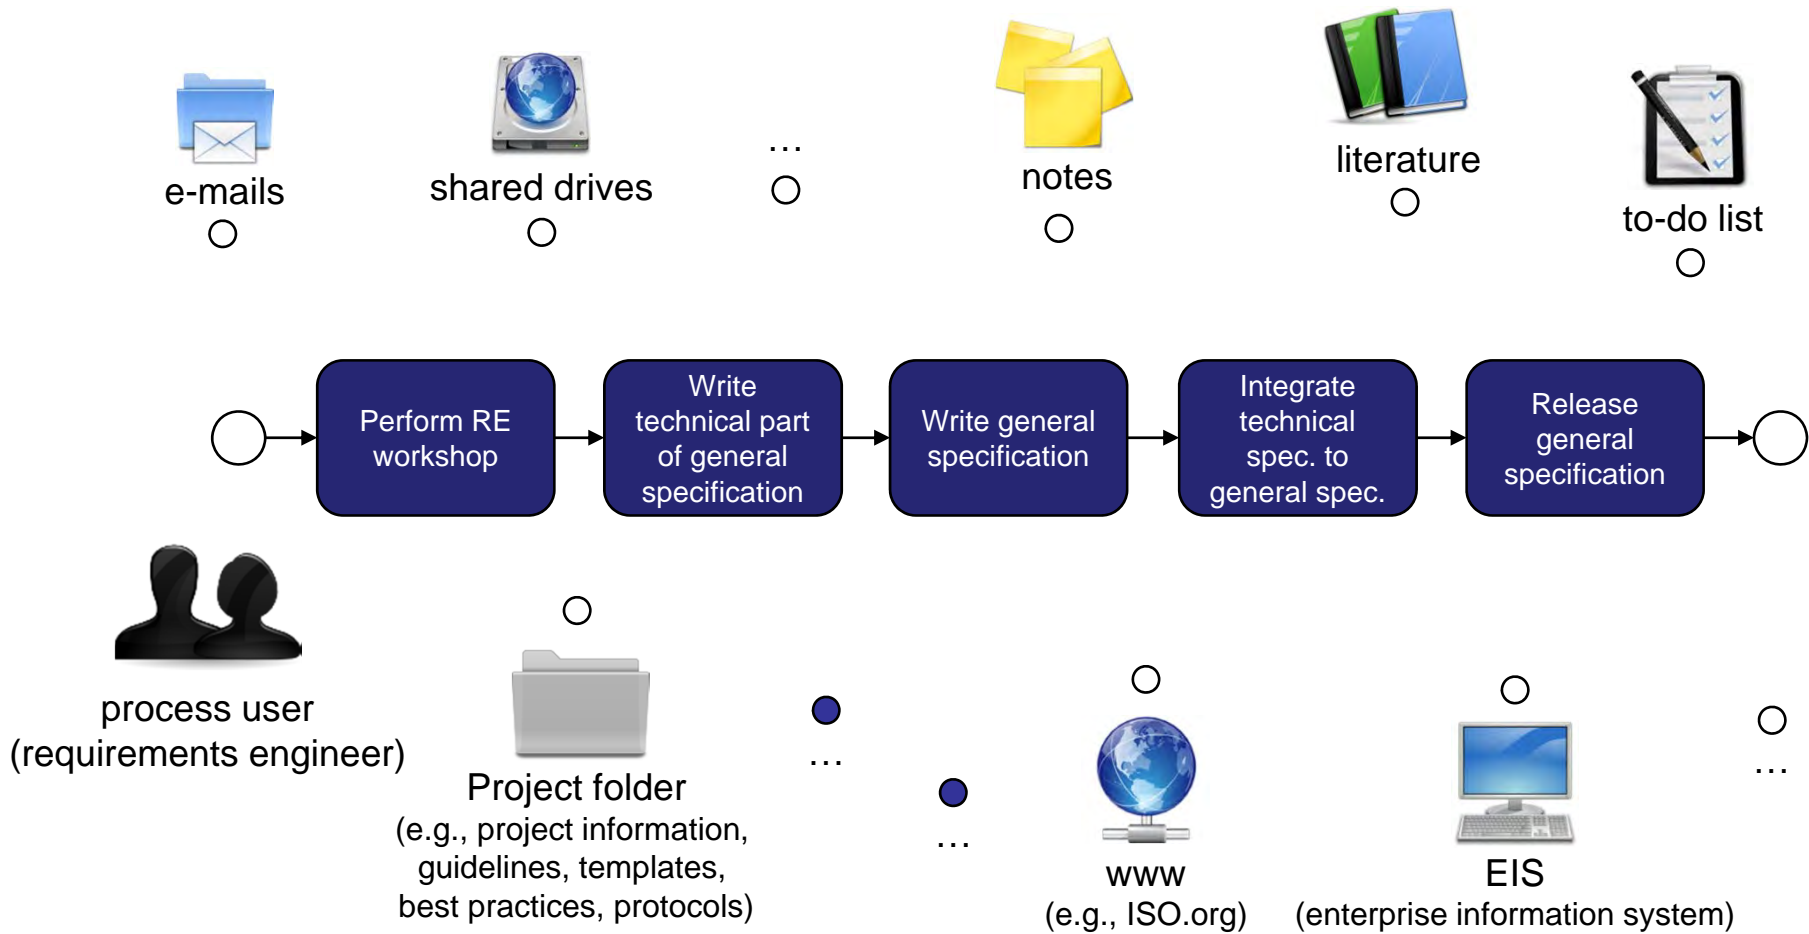 e-mails
shared drives
…
notes
literature
to-do list
Perform RE
workshop
Write
technical part
of general
specification
Write general
specification
Integrate
technical
spec. to
general spec.
Release
general
specification
process user
(requirements engineer)
Project folder
(e.g., project information,
guidelines, templates,
best practices, protocols)
…
…
www
(e.g., ISO.org)
EIS
(enterprise information system)
…